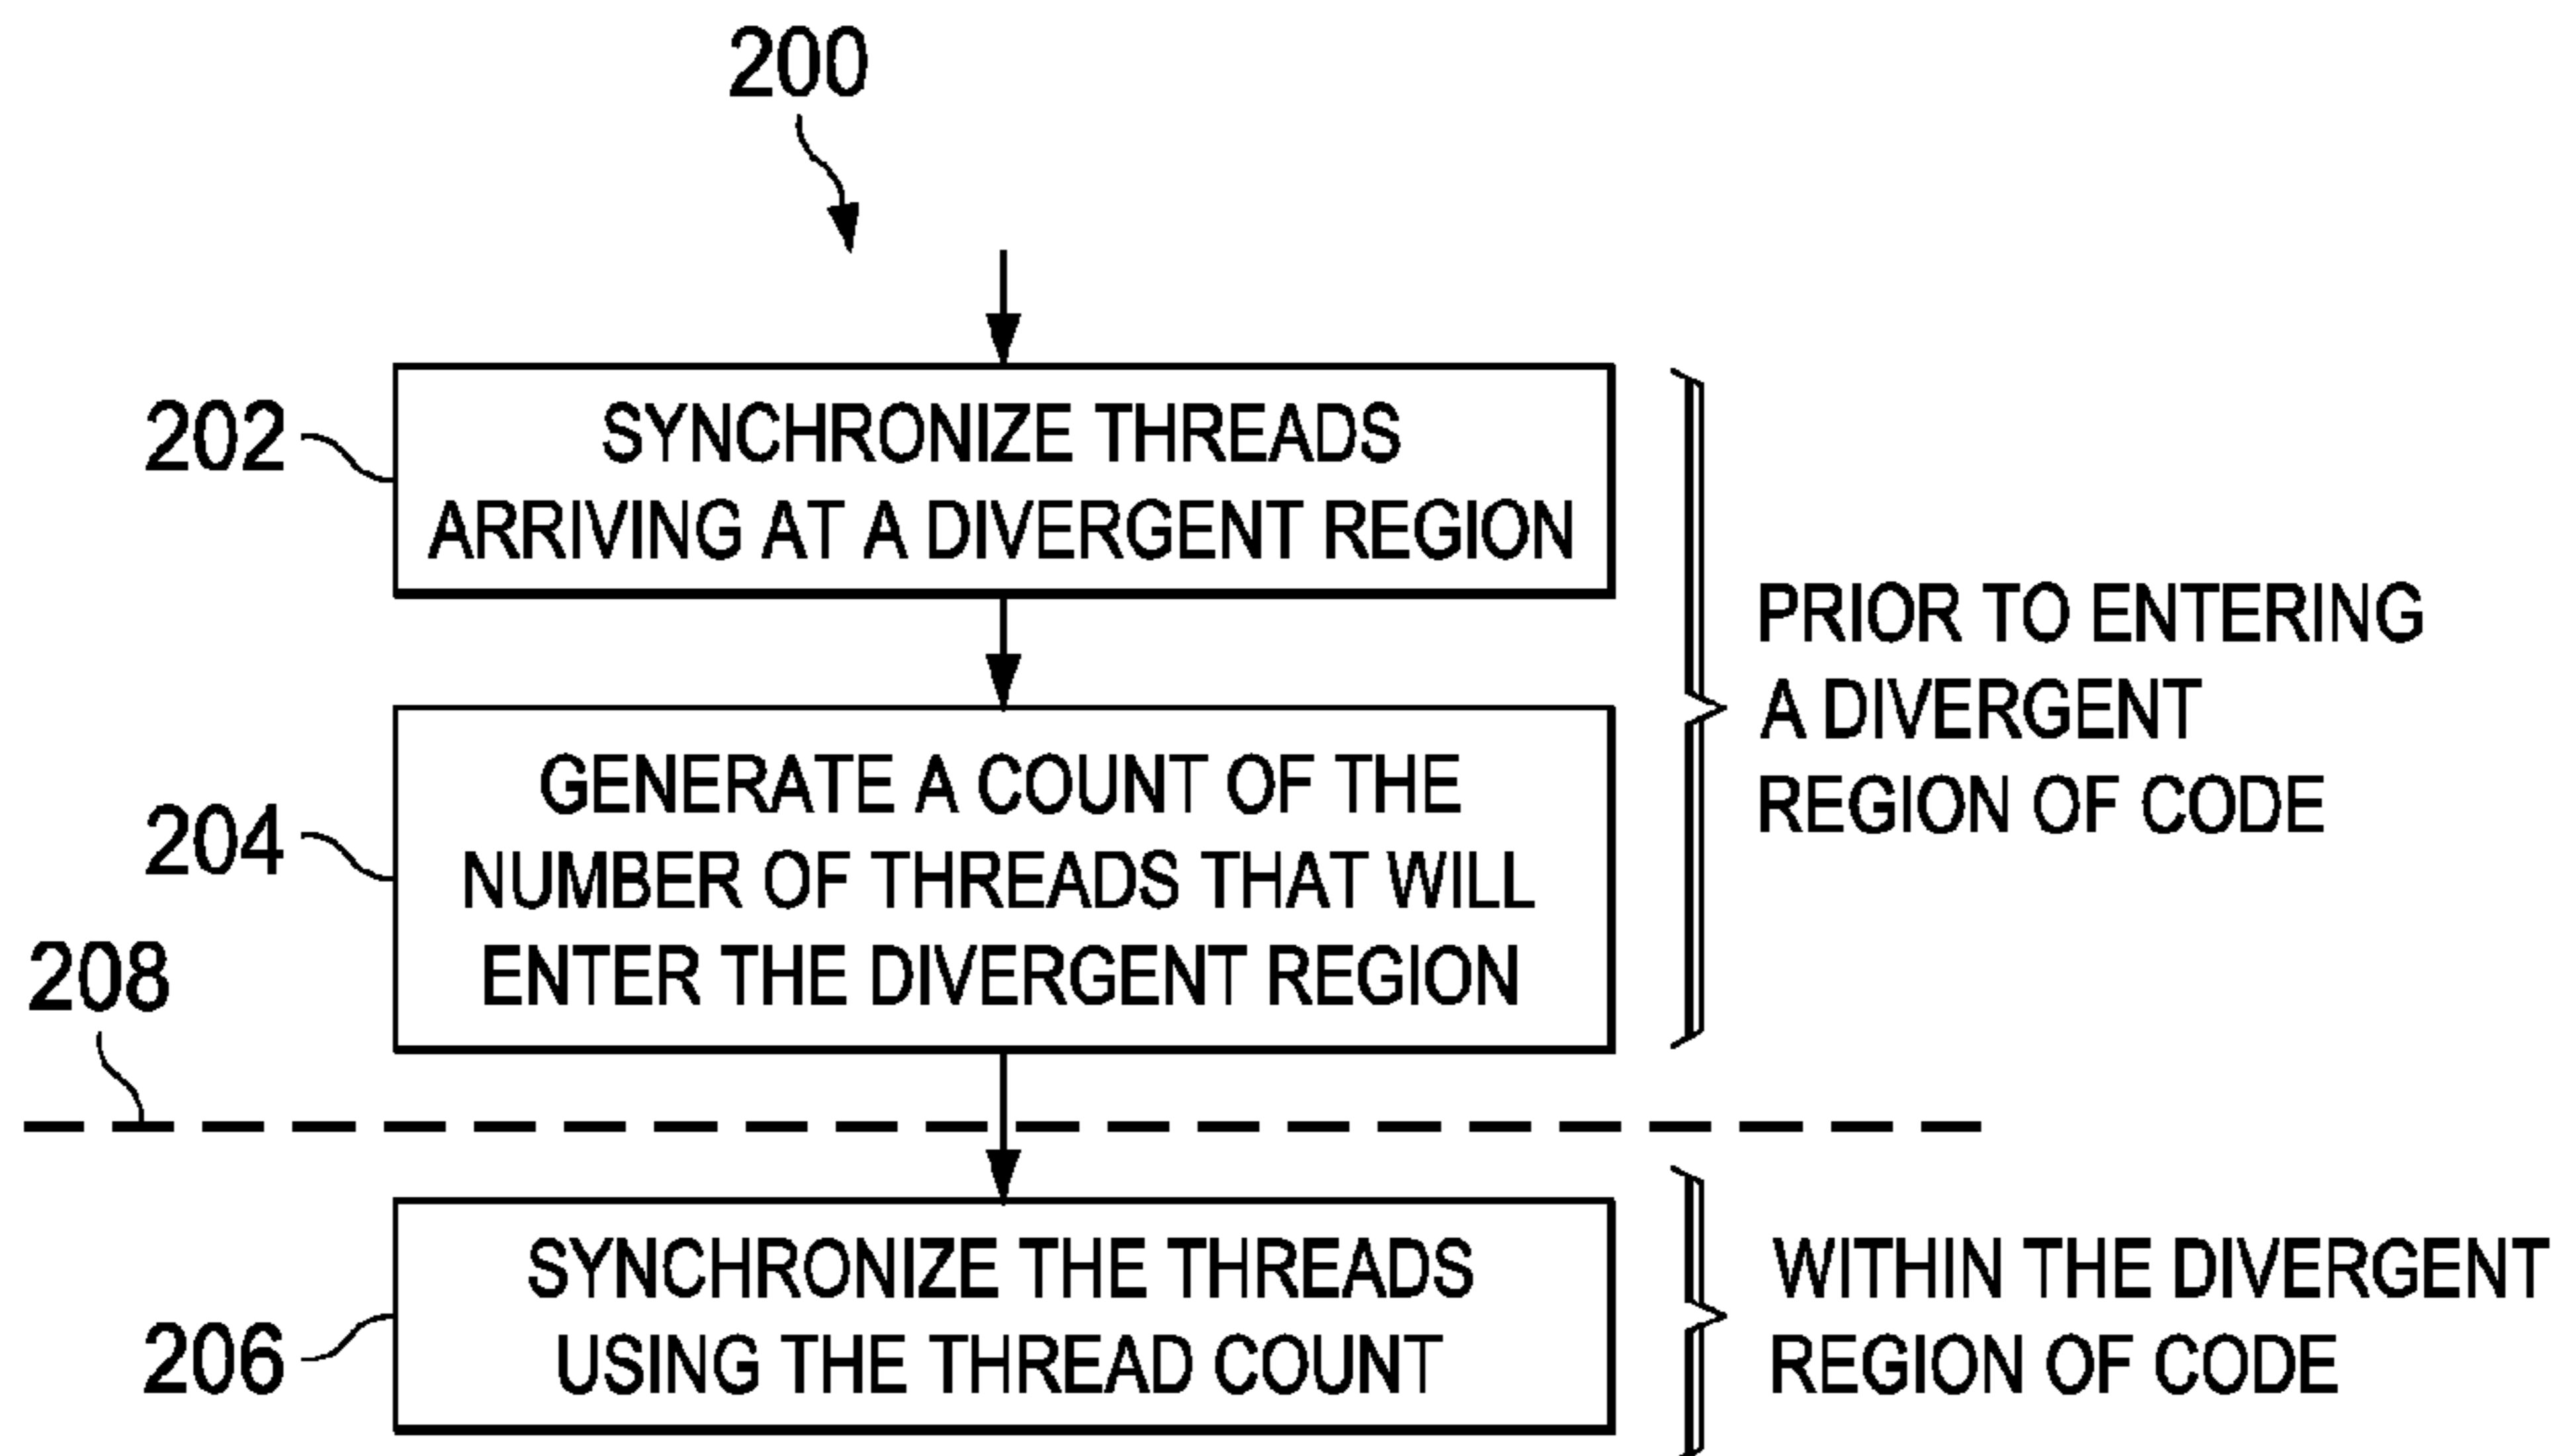 200
202
SYNCHRONIZE THREADS
ARRIVING AT A DIVERGENT REGION
204
GENERATE A COUNT OF THE
NUMBER OF THREADS THAT WILL
ENTER THE DIVERGENT REGION
PRIOR TO ENTERING
A DIVERGENT
REGION OF CODE
208
206
SYNCHRONIZE THE THREADS
USING THE THREAD COUNT
WITHIN THE DIVERGENT
REGION OF CODE